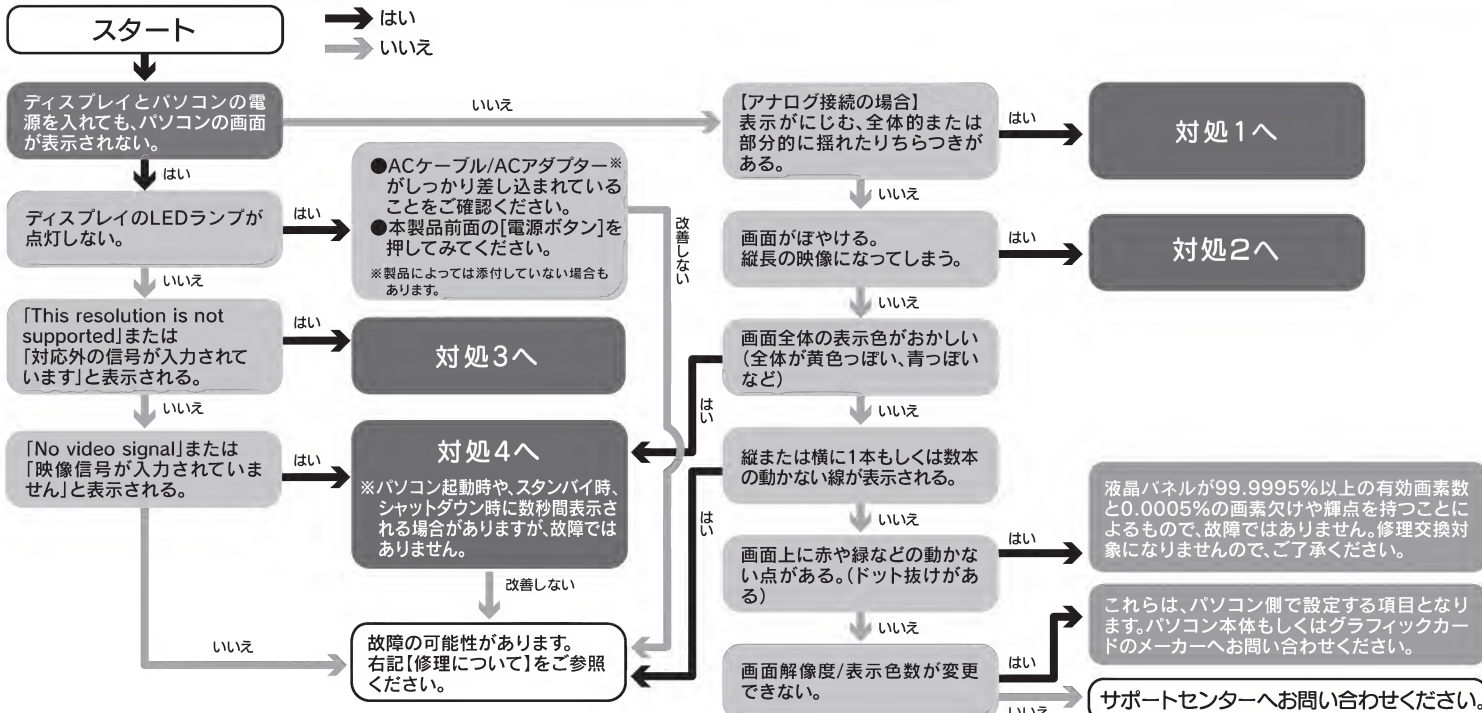 スタート
はい
いいえ
ディスプレイとパソコンの電
源を入れても、パソコンの画面
が表示されない。
いいえ
はい
ディスプレイのLEDランプが
点灯しない。
はい
●ACケーブル/ACアダプター※
がしっかり差し込まれている
ことをご確認ください。
●本製品前面の[電源ボタン]を
押してみてください。
※製品によっては添付していない場合も
あります。
改善しない
いいえ
「This resolution is not
supported」または
「対応外の信号が入力されて
います」と表示される。
はい
対処3へ
いいえ
「No video signal」または
「映像信号が入力されていま
せん」と表示される。
はい
対処4へ
※パソコン起動時や、スタンバイ時、
シャットダウン時に数秒間表示さ
れる場合がありますが、故障では
ありません。
改善しない
いいえ
故障の可能性があります。
右記【修理について】をご参照
ください。
【アナログ接続の場合】
表示がにじむ、全体的または
部分的に揺れたりちらつきが
ある。
はい
対処1へ
いいえ
画面がぼやける。
縦長の映像になってしまう。
はい
対処2へ
いいえ
画面全体の表示色がおかしい
(全体が黄色っぽい、青っぽい
など)
はい
いいえ
縦または横に1本もしくは数本
の動かない線が表示される。
はい
画面上に赤や緑などの動かな
い点がある。(ドット抜けがあ
る)
はい
液晶パネルが99.9995%以上の有効画素数
と0.0005%の画素欠けや輝点を持つことに
よるもので、故障ではありません。修理交換対
象になりませんので、ご了承ください。
いいえ
画面解像度/表示色数が変更
できない。
はい
これらは、パソコン側で設定する項目となり
ます。パソコン本体もしくはグラフィックカー
ドのメーカーへお問い合わせください。
いいえ
サポートセンターへお問い合わせください。